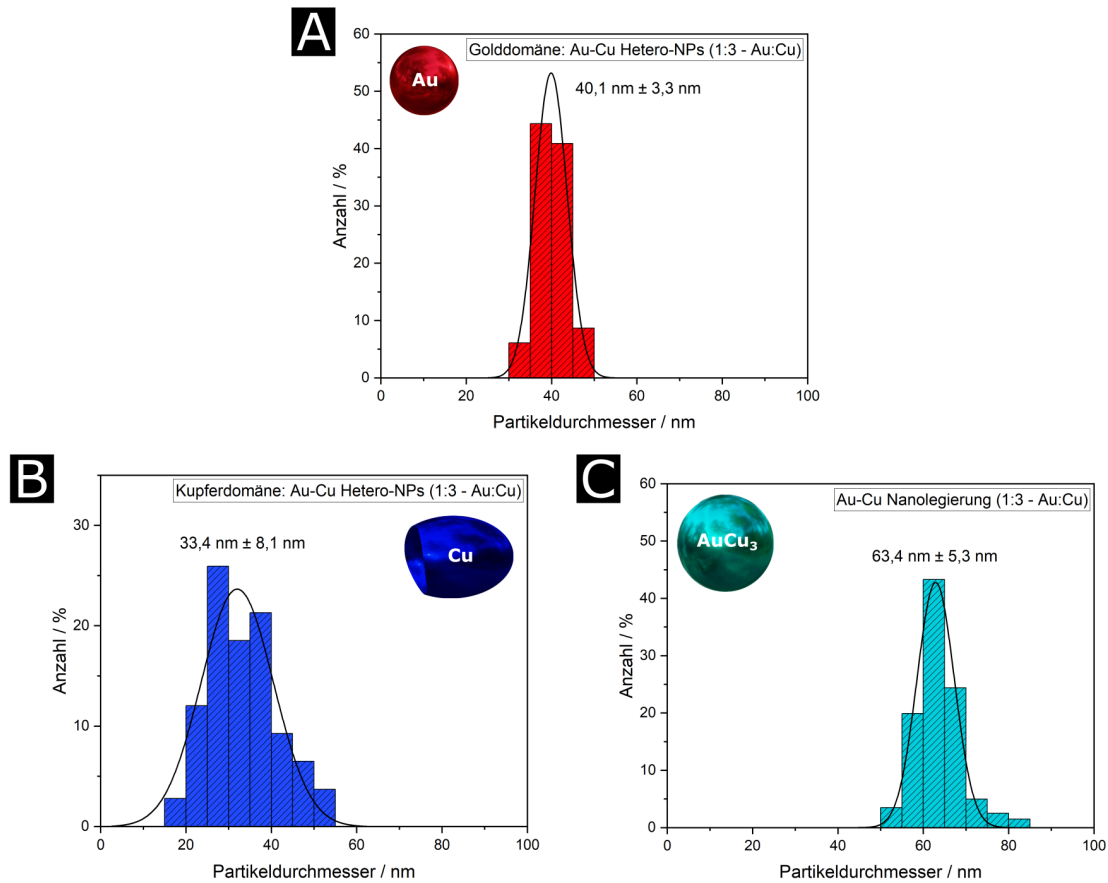 A
Golddomäne: Au-Cu Hetero-NPs (1:3 - Au:Cu)
Au
40,1 nm ± 3,3 nm
60
50
40
30
20
10
0
Anzahl / %
0 20 40 60 80 100
Partikeldurchmesser / nm
B
Kupferdomäne: Au-Cu Hetero-NPs (1:3 - Au:Cu)
33,4 nm ± 8,1 nm
Cu
30
20
10
0
Anzahl / %
0 20 40 60 80 100
Partikeldurchmesser / nm
C
Au-Cu Nanolegierung (1:3 - Au:Cu)
AuCu₃
63,4 nm ± 5,3 nm
60
50
40
30
20
10
0
Anzahl / %
0 20 40 60 80 100
Partikeldurchmesser / nm